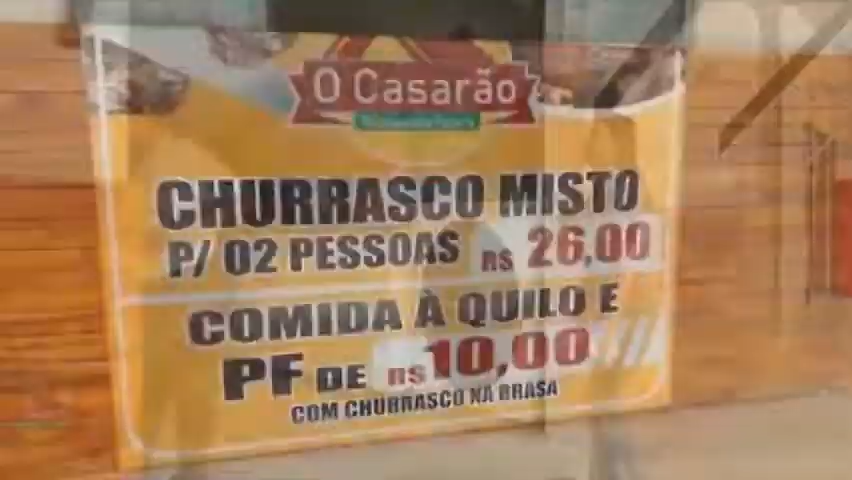 O Casarão
CHURRASCO MISTO
P/ 02 PESSOAS R$ 26,00
COMIDA À QUILO E
PF DE R$ 10,00
COM CHURRASCO NA BRASA